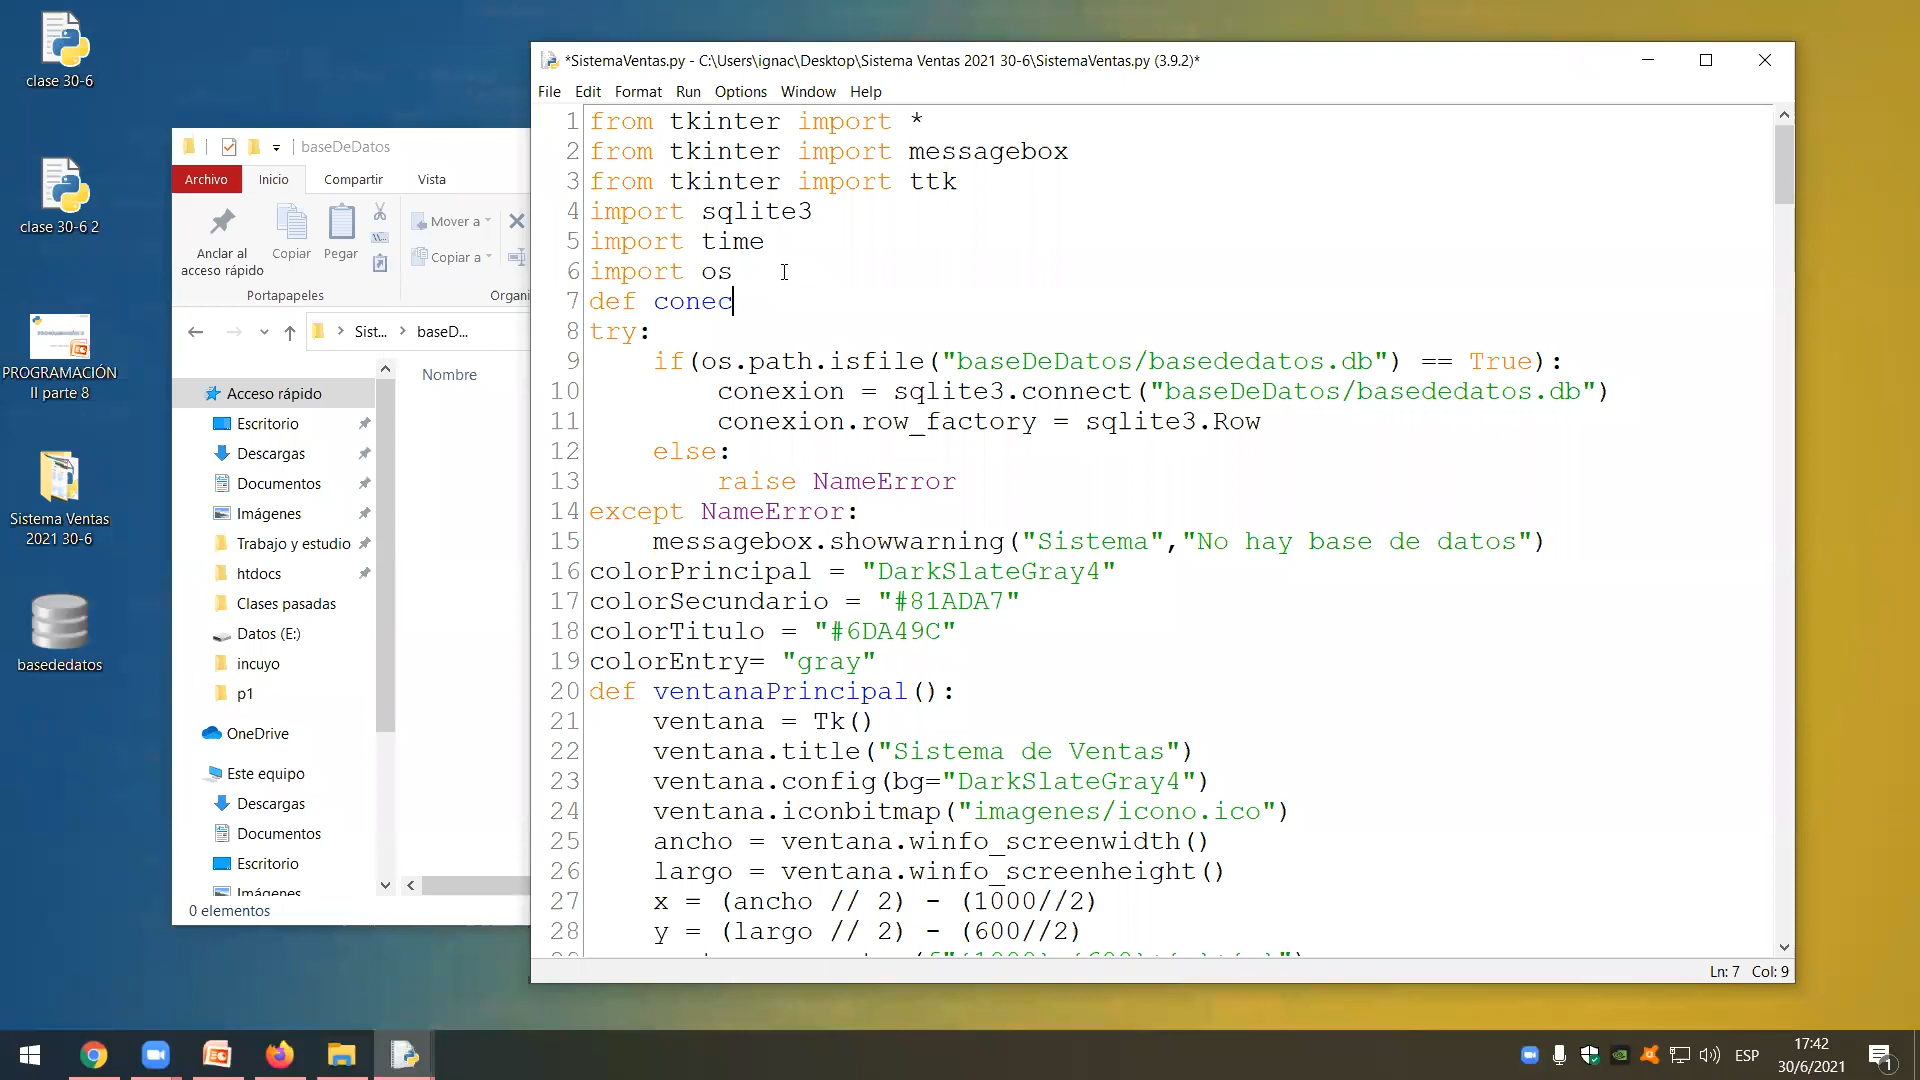 clase 30-6
clase 30-6 2
PROGRAMACIÓN
II parte 8
Sistema Ventas
2021 30-6
basededatos
baseDeDatos
Archivo
Inicio
Compartir
Vista
Anclar al
acceso rápido
Copiar
Pegar
Mover a
Copiar a
Portapapeles
Organi
Sist...
baseD...
Nombre
Acceso rápido
Escritorio
Descargas
Documentos
Imágenes
Trabajo y estudio
htdocs
Clases pasadas
Datos (E:)
incuyo
p1
OneDrive
Este equipo
Descargas
Documentos
Escritorio
Imágenes
0 elementos
*SistemaVentas.py - C:\Users\ignac\Desktop\Sistema Ventas 2021 30-6\SistemaVentas.py (3.9.2)*
File Edit Format Run Options Window Help
1 from tkinter import *
2 from tkinter import messagebox
3 from tkinter import ttk
4 import sqlite3
5 import time
6 import os
7 def conec
8 try:
9     if(os.path.isfile("baseDeDatos/basededatos.db") == True):
10         conexion = sqlite3.connect("baseDeDatos/basededatos.db")
11         conexion.row_factory = sqlite3.Row
12     else:
13         raise NameError
14 except NameError:
15     messagebox.showwarning("Sistema","No hay base de datos")
16 colorPrincipal = "DarkSlateGray4"
17 colorSecundario = "#81ADA7"
18 colorTitulo = "#6DA49C"
19 colorEntry= "gray"
20 def ventanaPrincipal():
21     ventana = Tk()
22     ventana.title("Sistema de Ventas")
23     ventana.config(bg="DarkSlateGray4")
24     ventana.iconbitmap("imagenes/icono.ico")
25     ancho = ventana.winfo_screenwidth()
26     largo = ventana.winfo_screenheight()
27     x = (ancho // 2) - (1000//2)
28     y = (largo // 2) - (600//2)
Ln: 7 Col: 9
ESP
17:42
30/6/2021
1